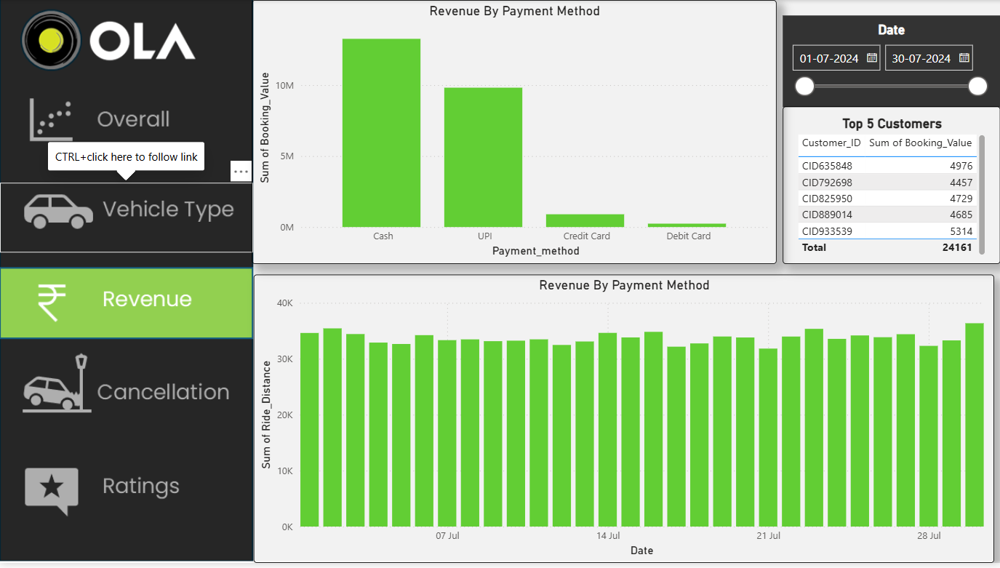 OLA
Overall
CTRL+click here to follow link
Vehicle Type
Revenue
Cancellation
Ratings
Revenue By Payment Method
Sum of Booking_Value
10M
5M
0M
Cash UPI Credit Card Debit Card
Payment_method
Date
01-07-2024 30-07-2024
Top 5 Customers
Customer_ID Sum of Booking_Value
CID635848 4976
CID792698 4457
CID825950 4729
CID889014 4685
CID933539 5314
Total 24161
Revenue By Payment Method
Sum of Ride_Distance
40K
30K
20K
10K
0K
07 Jul 14 Jul 21 Jul 28 Jul
Date